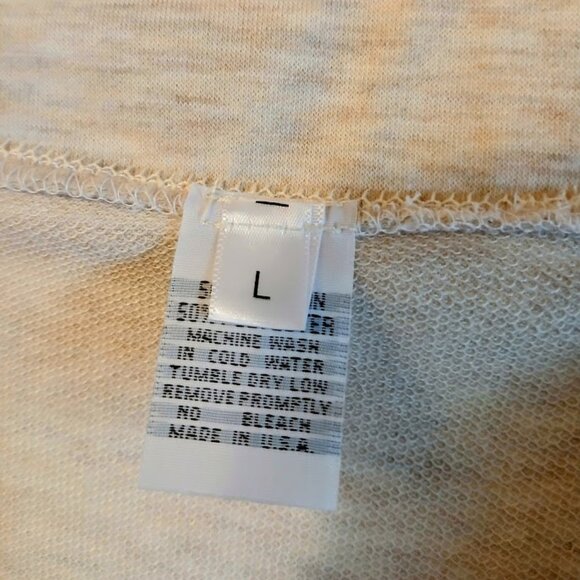 L
MACHINE WASH
IN COLD WATER
TUMBLE DRY LOW
REMOVE PROMPTLY
NO BLEACH
MADE IN U.S.A.